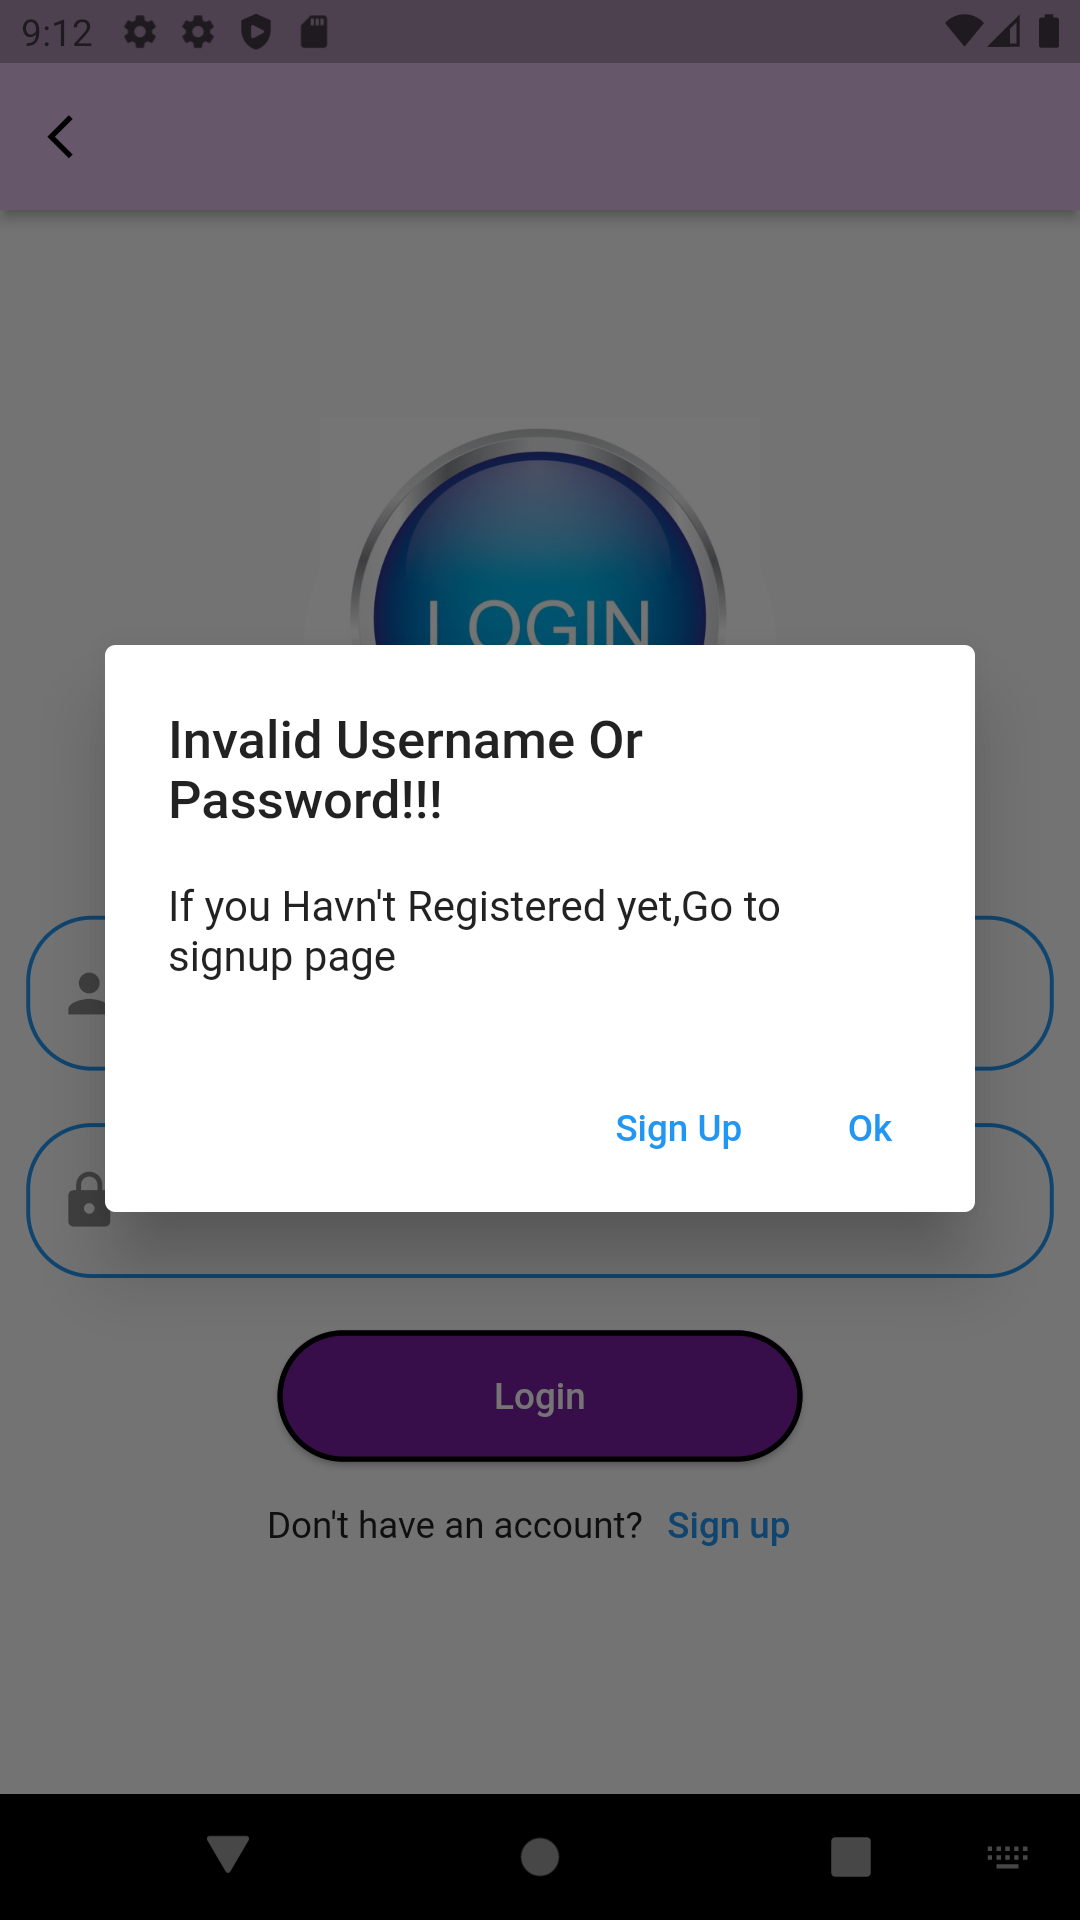 9:12
LOGIN
Invalid Username Or
Password!!!
If you Havn't Registered yet,Go to
signup page
Sign Up Ok
Login
Don't have an account? Sign up